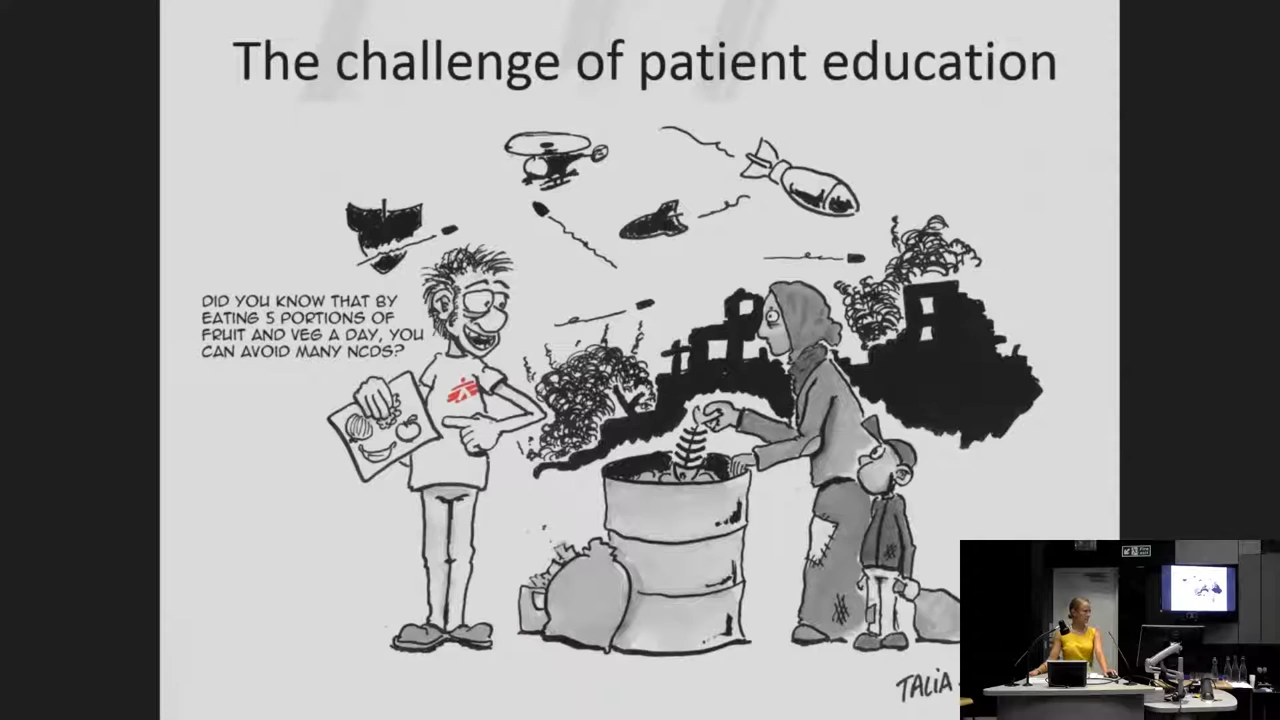 The challenge of patient education
DID YOU KNOW THAT BY
EATING 5 PORTIONS OF
FRUIT AND VEG A DAY, YOU
CAN AVOID MANY NCDS?
TALIA